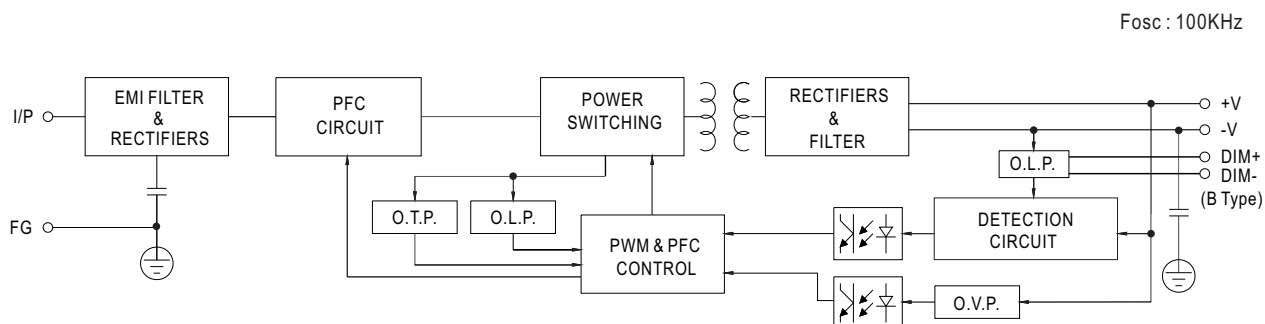 Fosc : 100KHz
I/P
EMI FILTER
&
RECTIFIERS
PFC
CIRCUIT
POWER
SWITCHING
RECTIFIERS
&
FILTER
+V
-V
DIM+
DIM-
(B Type)
O.L.P.
FG
O.T.P.
O.L.P.
PWM & PFC
CONTROL
DETECTION
CIRCUIT
O.V.P.